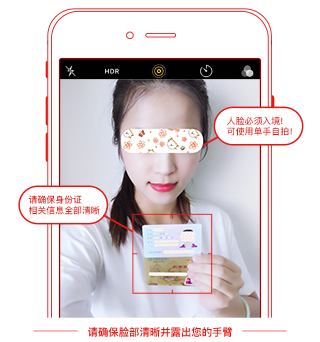 HDR
人脸必须入境!
可使用单手自拍!
请确保身份证
相关信息全部清晰
请确保脸部清晰并露出您的手臂